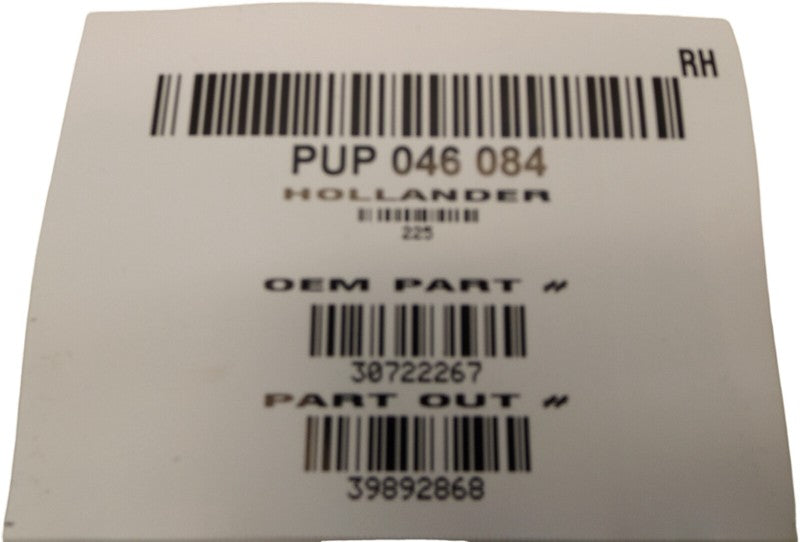 RH
PUP 046 084
HOLLANDER
225
OEM PART #
30722267
PART OUT #
39892868